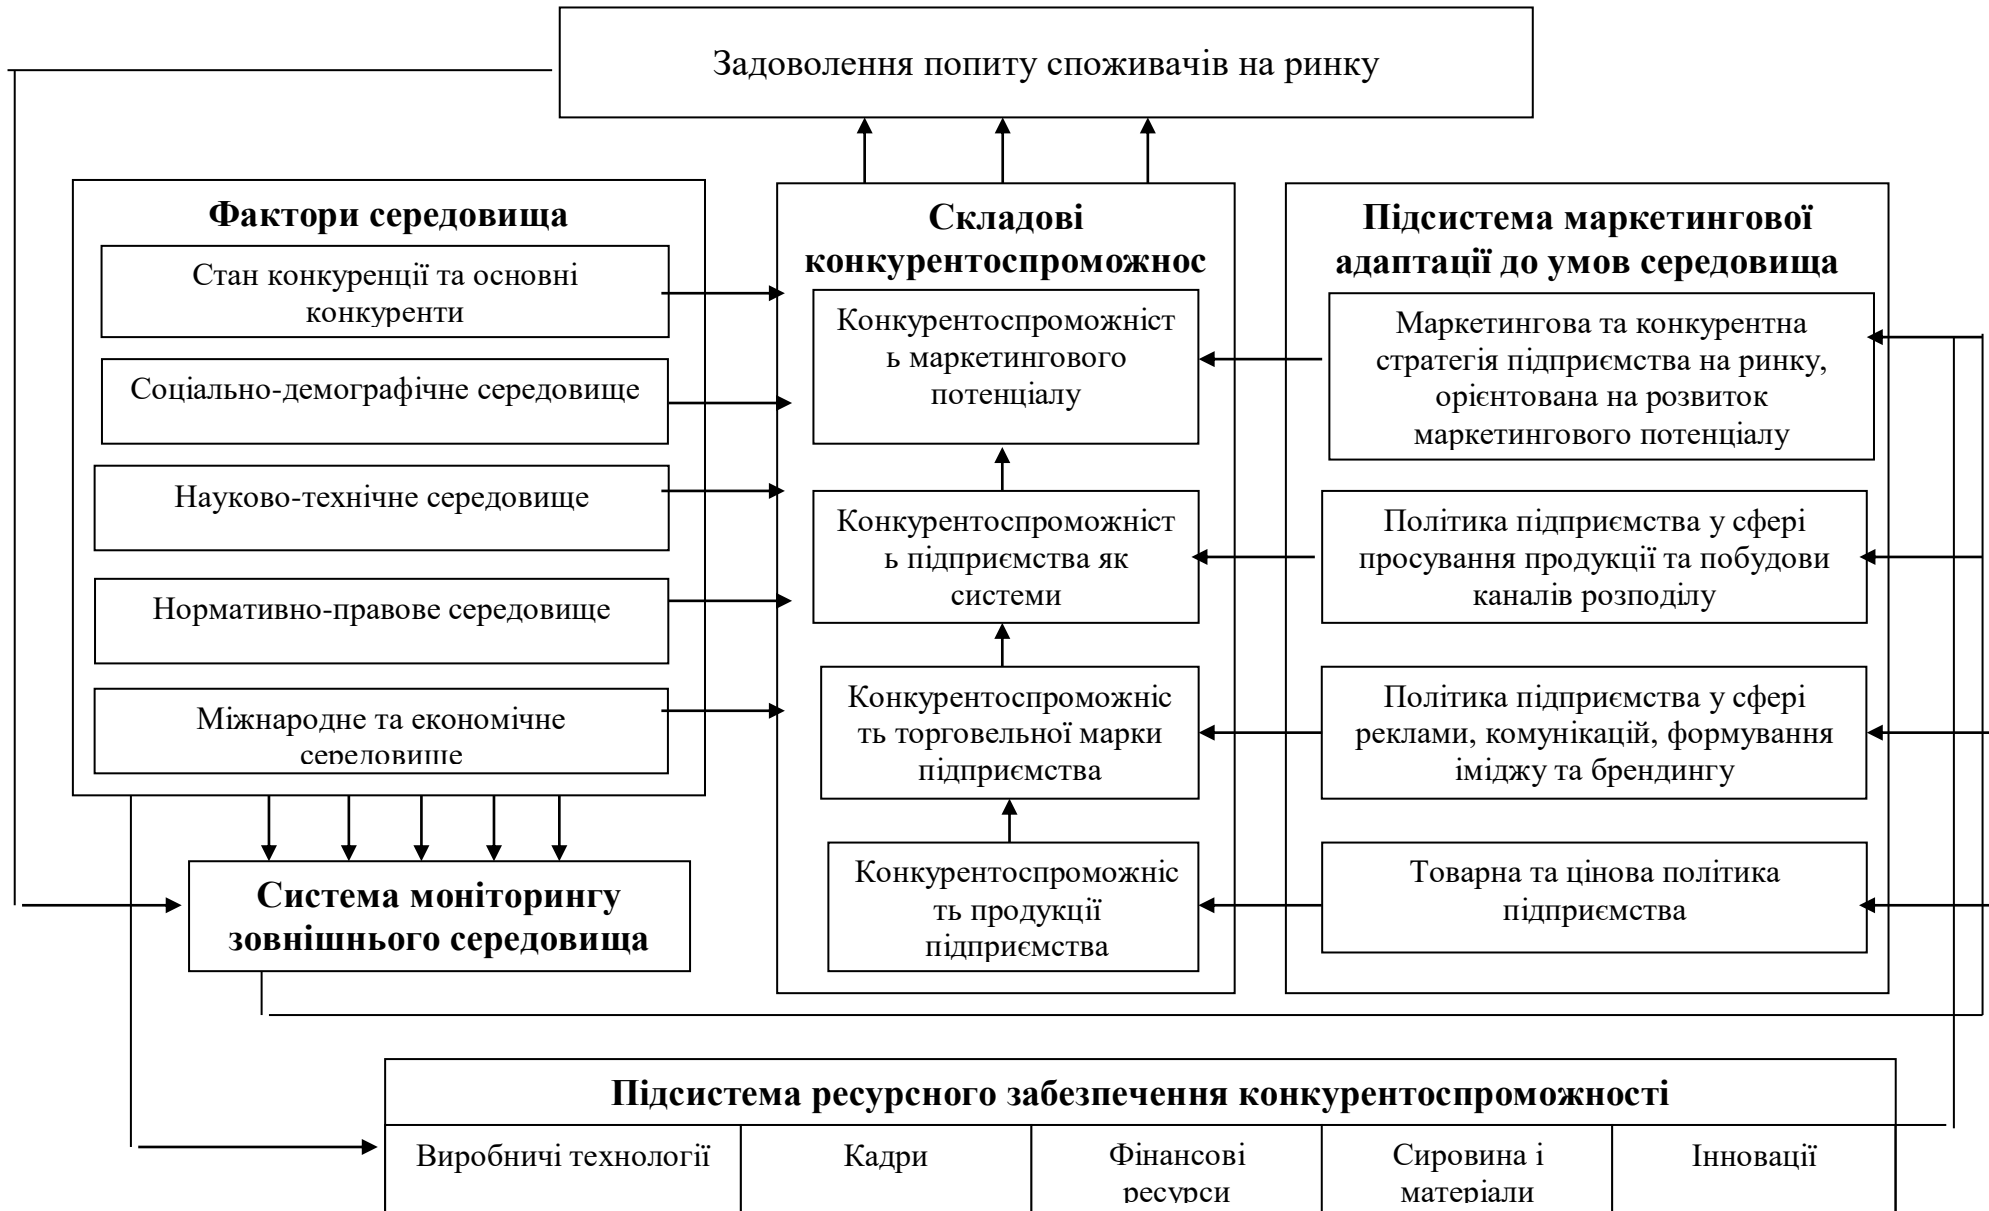 Задоволення попиту споживачів на ринку
Фактори середовища
Стан конкуренції та основні
конкуренти
Соціально-демографічне середовище
Науково-технічне середовище
Нормативно-правове середовище
Міжнародне та економічне
середовище
Система моніторингу
зовнішнього середовища
Складові
конкурентоспроможнос
Конкурентоспроможніст
ь маркетингового
потенціалу
Конкурентоспроможніст
ь підприємства як
системи
Конкурентоспроможніс
ть торговельної марки
підприємства
Конкурентоспроможніс
ть продукції
підприємства
Підсистема маркетингової
адаптації до умов середовища
Маркетингова та конкурентна
стратегія підприємства на ринку,
орієнтована на розвиток
маркетингового потенціалу
Політика підприємства у сфері
просування продукції та побудови
каналів розподілу
Політика підприємства у сфері
реклами, комунікацій, формування
іміджу та брендингу
Товарна та цінова політика
підприємства
Підсистема ресурсного забезпечення конкурентоспроможності
Виробничі технології
Кадри
Фінансові
ресурси
Сировина і
матеріали
Інновації